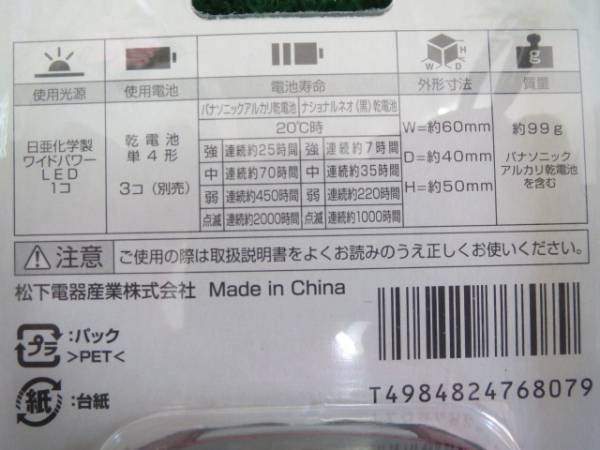 W H D
g
使用光源 使用電池 電池寿命 外形寸法 質量
日亜化学製
ワイドパワー
LED
1コ
乾電池
単4形
3コ(別売)
パナソニックアルカリ乾電池 ナショナルネオ(黒)乾電池
20℃時
強 連続約25時間 強 連続約7時間
中 連続約70時間 中 連続約35時間
弱 連続約450時間 弱 連続約220時間
点滅 連続約2000時間 点滅 連続約1000時間
W=約60mm
D=約40mm
H=約50mm
約99g
パナソニック
アルカリ乾電池
を含む
注意 ご使用の際は取扱説明書をよくお読みのうえ正しくお使いください。
松下電器産業株式会社 Made in China
プラ :パック
>PET<
紙 :台紙
T4984824768079